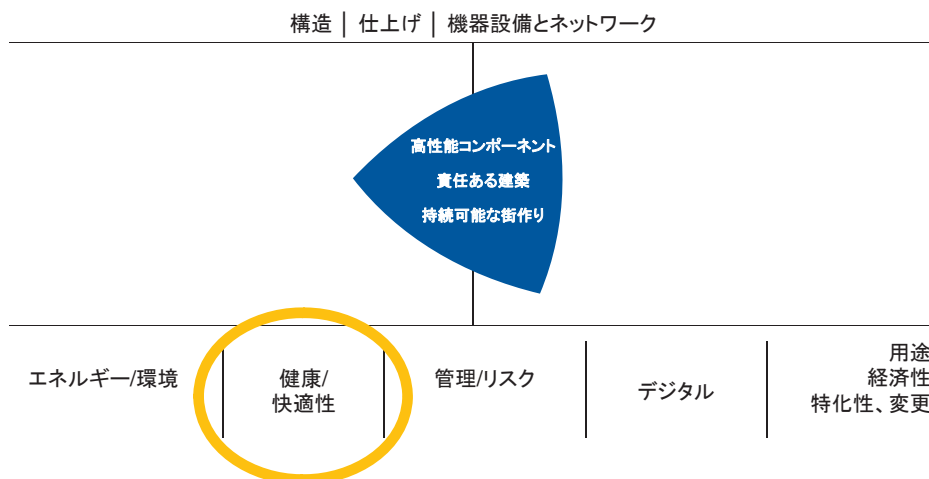 構造 | 仕上げ | 機器設備とネットワーク
高性能コンポーネント
責任ある建築
持続可能な街作り
エネルギー/環境
健康/
快適性
管理/リスク
デジタル
用途
経済性
特化性、変更